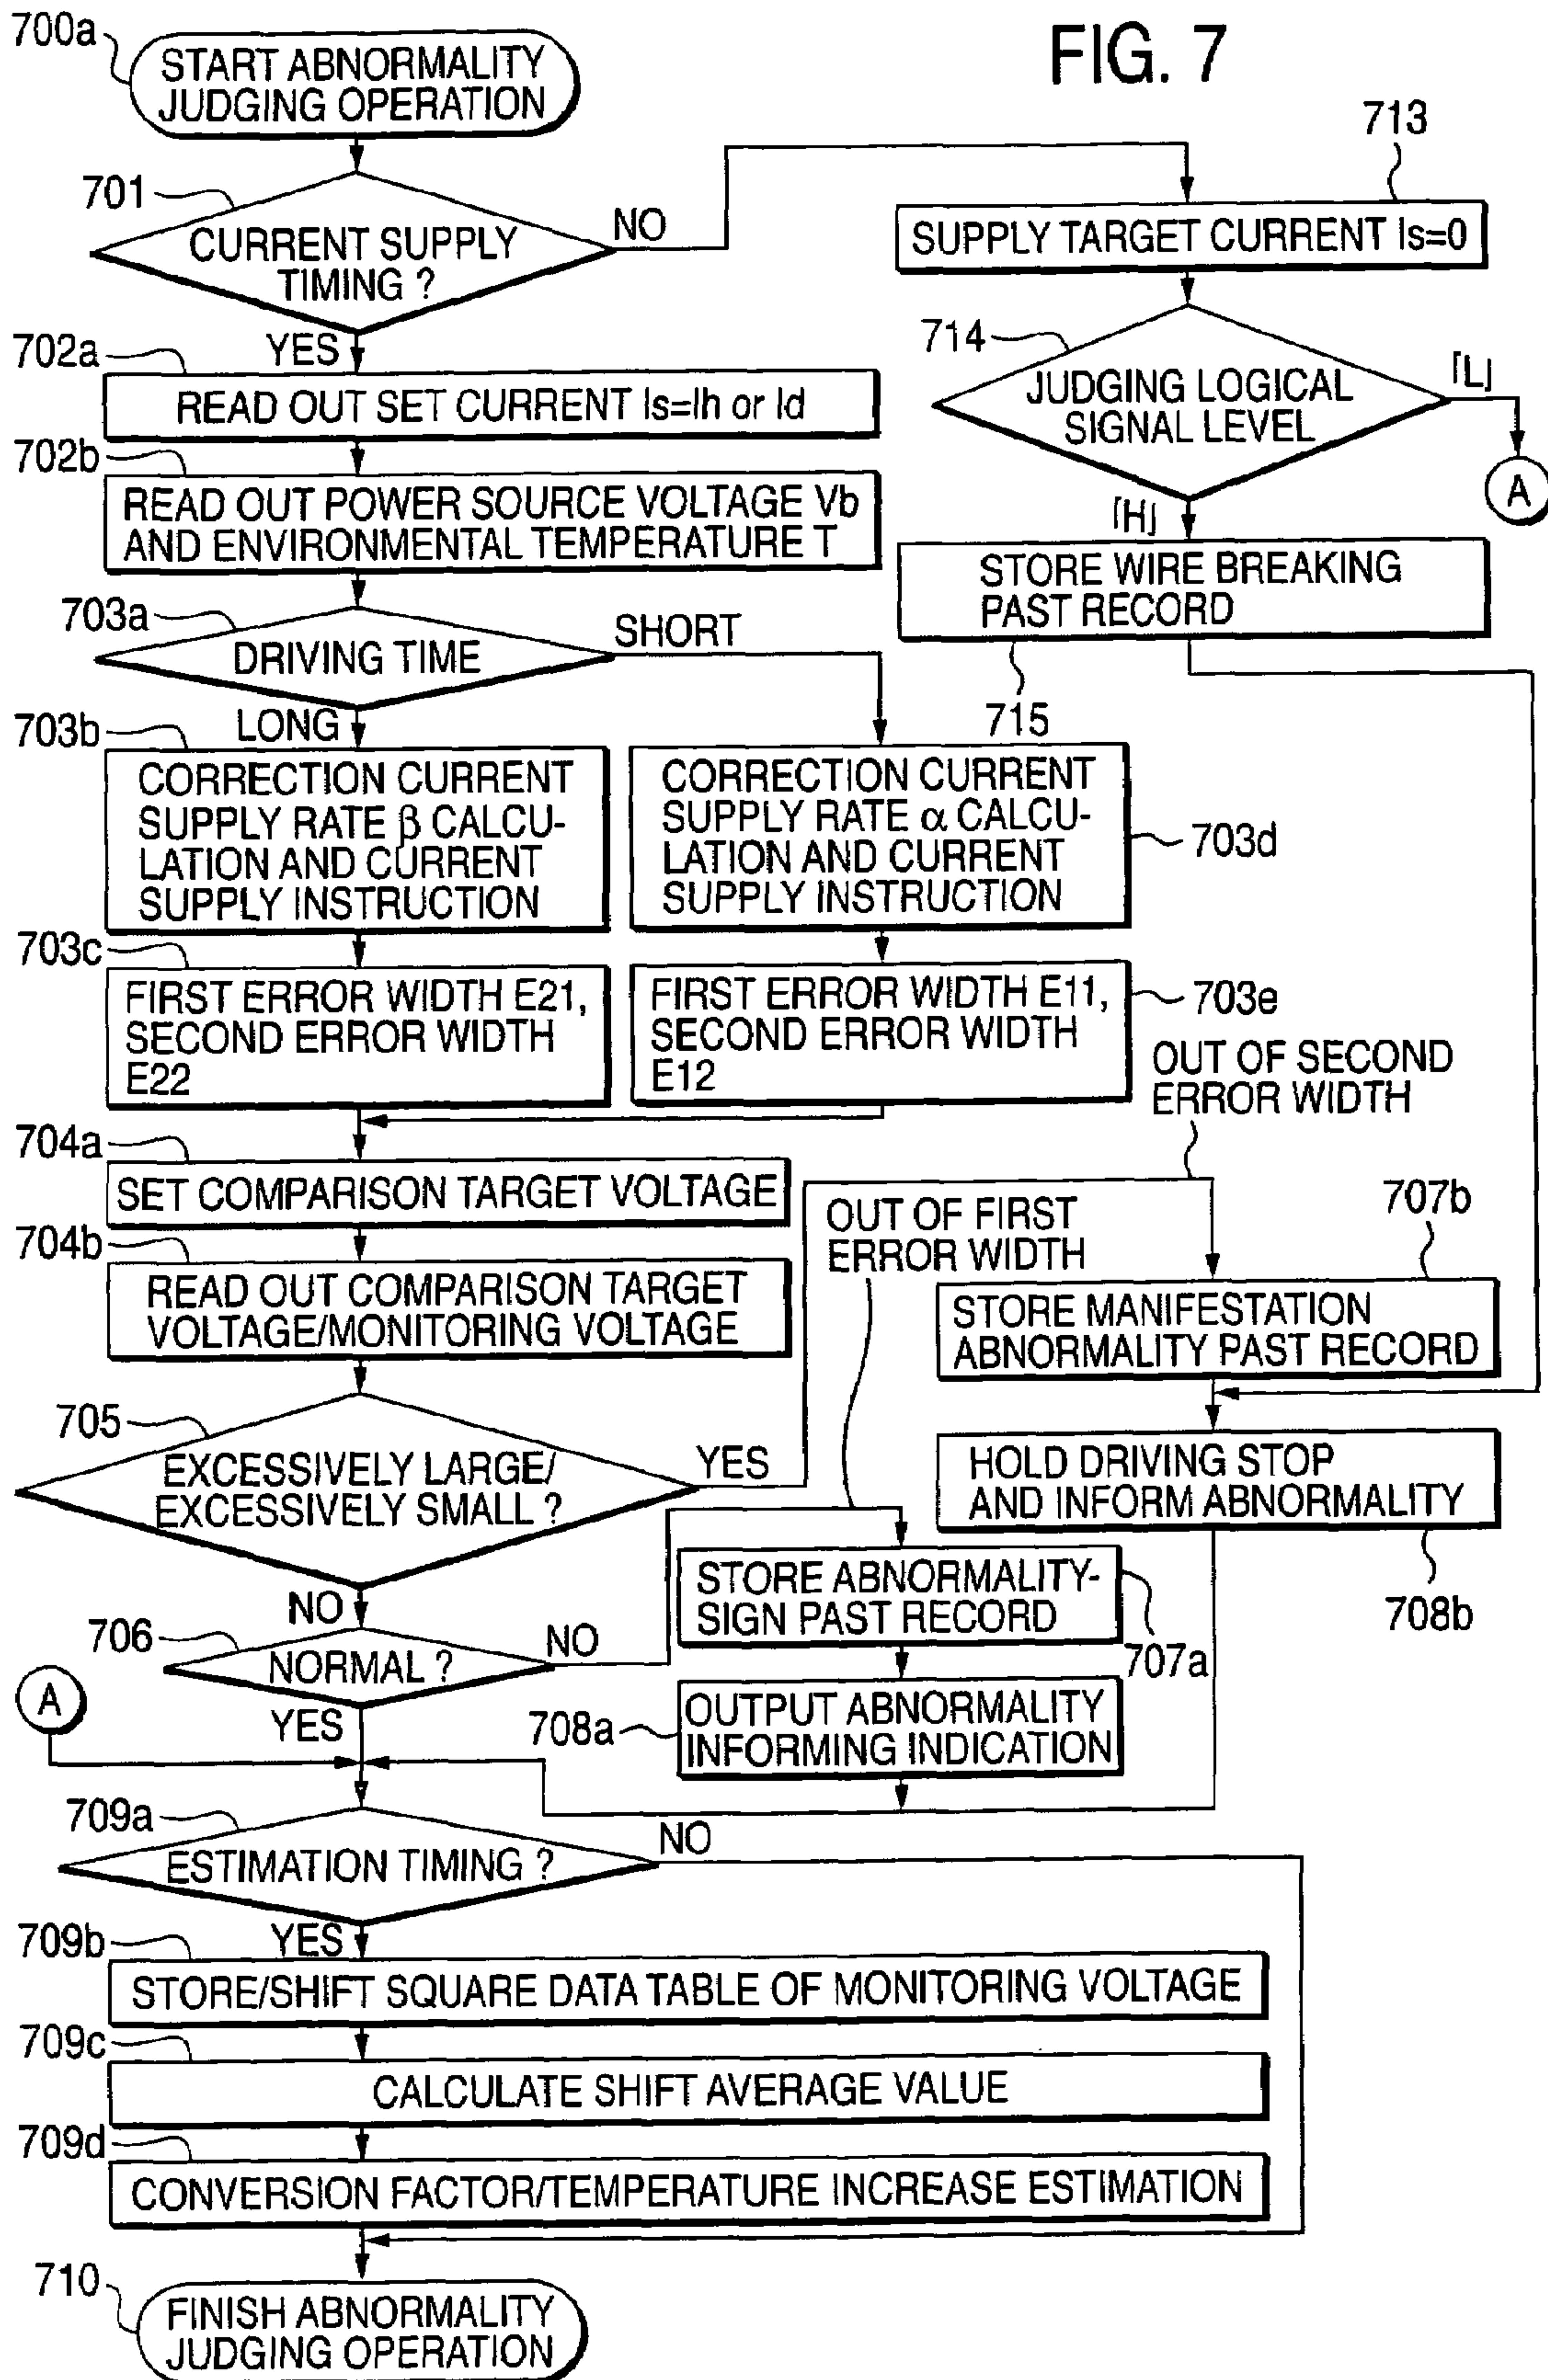 FIG. 7
700a
START ABNORMALITY
JUDGING OPERATION
701
CURRENT SUPPLY
TIMING ?
NO
YES
713
SUPPLY TARGET CURRENT Is=0
714
JUDGING LOGICAL
SIGNAL LEVEL
「L」
A
「H」
STORE WIRE BREAKING
PAST RECORD
715
702a
READ OUT SET CURRENT Is=Ih or Id
702b
READ OUT POWER SOURCE VOLTAGE Vb
AND ENVIRONMENTAL TEMPERATURE T
703a
DRIVING TIME
SHORT
LONG
703b
CORRECTION CURRENT
SUPPLY RATE β CALCU-
LATION AND CURRENT
SUPPLY INSTRUCTION
CORRECTION CURRENT
SUPPLY RATE α CALCU-
LATION AND CURRENT
SUPPLY INSTRUCTION
703d
703c
FIRST ERROR WIDTH E21,
SECOND ERROR WIDTH
E22
FIRST ERROR WIDTH E11,
SECOND ERROR WIDTH
E12
703e
OUT OF SECOND
ERROR WIDTH
704a
SET COMPARISON TARGET VOLTAGE
704b
READ OUT COMPARISON TARGET
VOLTAGE/MONITORING VOLTAGE
OUT OF FIRST
ERROR WIDTH
707b
STORE MANIFESTATION
ABNORMALITY PAST RECORD
705
EXCESSIVELY LARGE/
EXCESSIVELY SMALL ?
YES
NO
HOLD DRIVING STOP
AND INFORM ABNORMALITY
708b
706
NORMAL ?
NO
YES
STORE ABNORMALITY-
SIGN PAST RECORD
707a
A
708a
OUTPUT ABNORMALITY
INFORMING INDICATION
709a
ESTIMATION TIMING ?
NO
YES
709b
STORE/SHIFT SQUARE DATA TABLE OF MONITORING VOLTAGE
709c
CALCULATE SHIFT AVERAGE VALUE
709d
CONVERSION FACTOR/TEMPERATURE INCREASE ESTIMATION
710
FINISH ABNORMALITY
JUDGING OPERATION